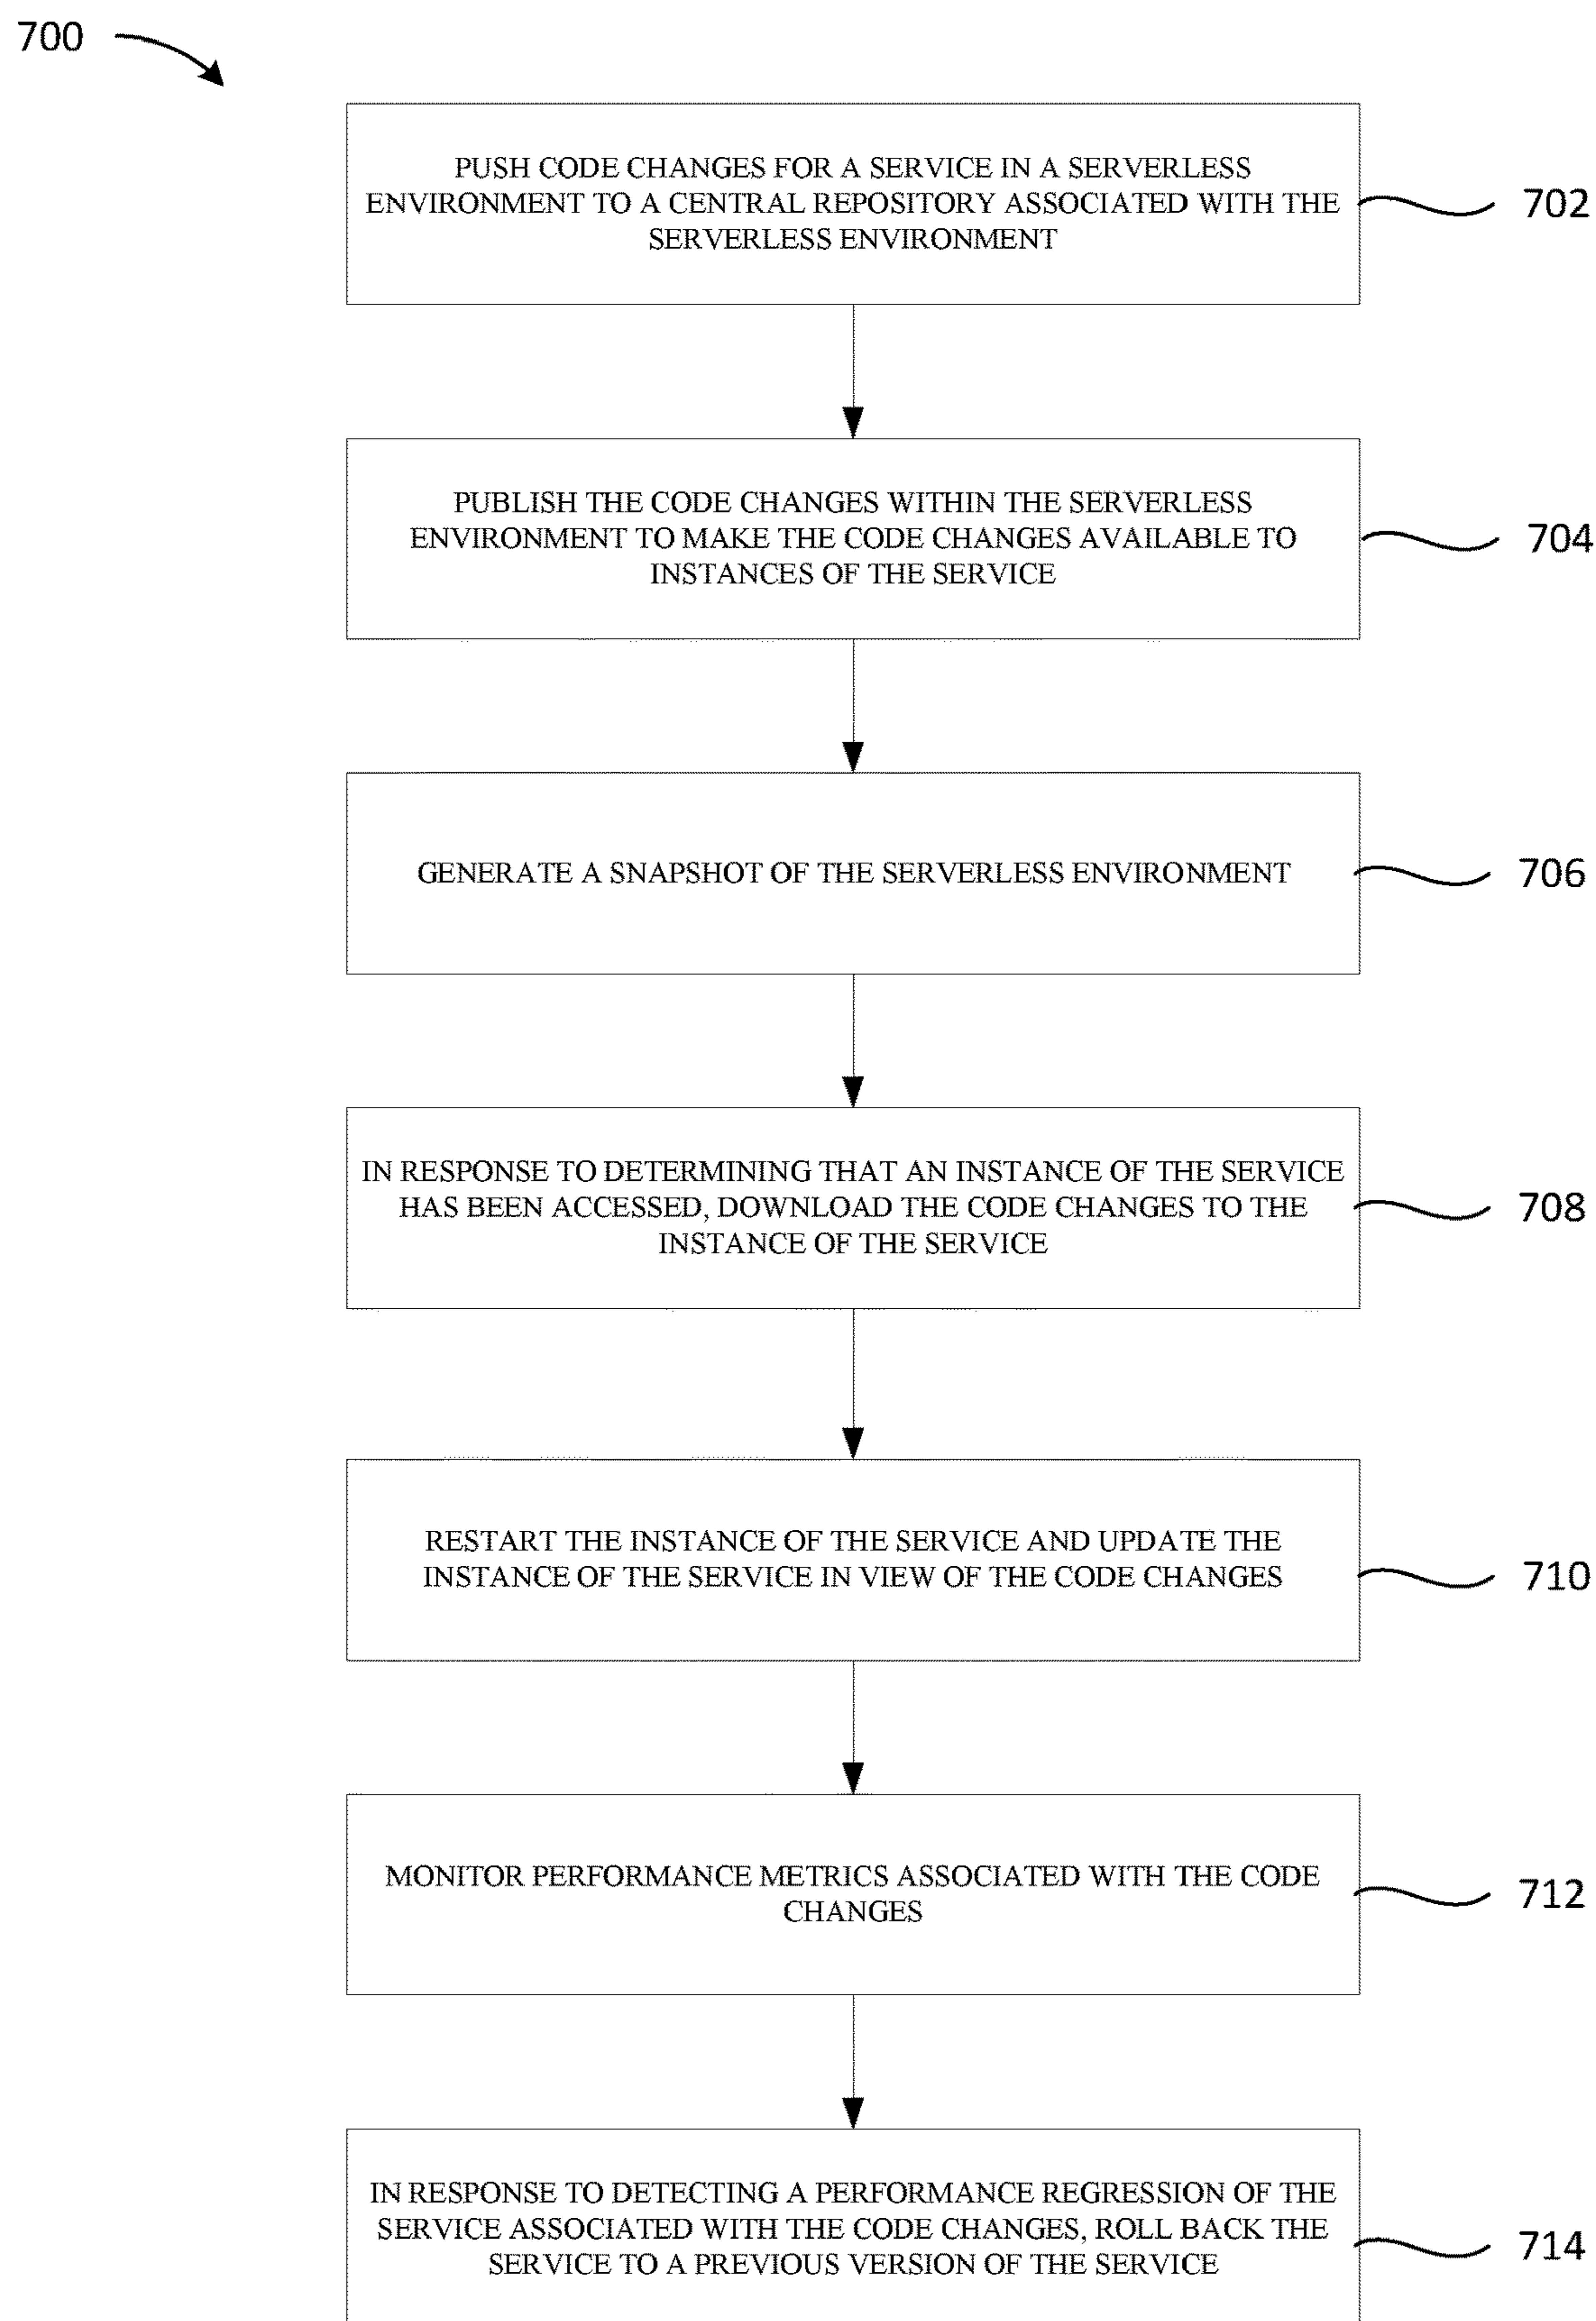 700
PUSH CODE CHANGES FOR A SERVICE IN A SERVERLESS
ENVIRONMENT TO A CENTRAL REPOSITORY ASSOCIATED WITH THE
SERVERLESS ENVIRONMENT
702
PUBLISH THE CODE CHANGES WITHIN THE SERVERLESS
ENVIRONMENT TO MAKE THE CODE CHANGES AVAILABLE TO
INSTANCES OF THE SERVICE
704
GENERATE A SNAPSHOT OF THE SERVERLESS ENVIRONMENT
706
IN RESPONSE TO DETERMINING THAT AN INSTANCE OF THE SERVICE
HAS BEEN ACCESSED, DOWNLOAD THE CODE CHANGES TO THE
INSTANCE OF THE SERVICE
708
RESTART THE INSTANCE OF THE SERVICE AND UPDATE THE
INSTANCE OF THE SERVICE IN VIEW OF THE CODE CHANGES
710
MONITOR PERFORMANCE METRICS ASSOCIATED WITH THE CODE
CHANGES
712
IN RESPONSE TO DETECTING A PERFORMANCE REGRESSION OF THE
SERVICE ASSOCIATED WITH THE CODE CHANGES, ROLL BACK THE
SERVICE TO A PREVIOUS VERSION OF THE SERVICE
714